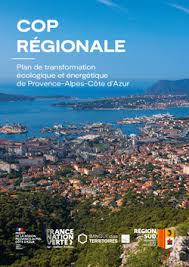 COP
RÉGIONALE
Plan de transformation
écologique et énergétique
de Provence-Alpes-Côte d'Azur
FRANCE
NATION
VERTE
BANQUE des
TERRITOIRES
RÉGION
SUD